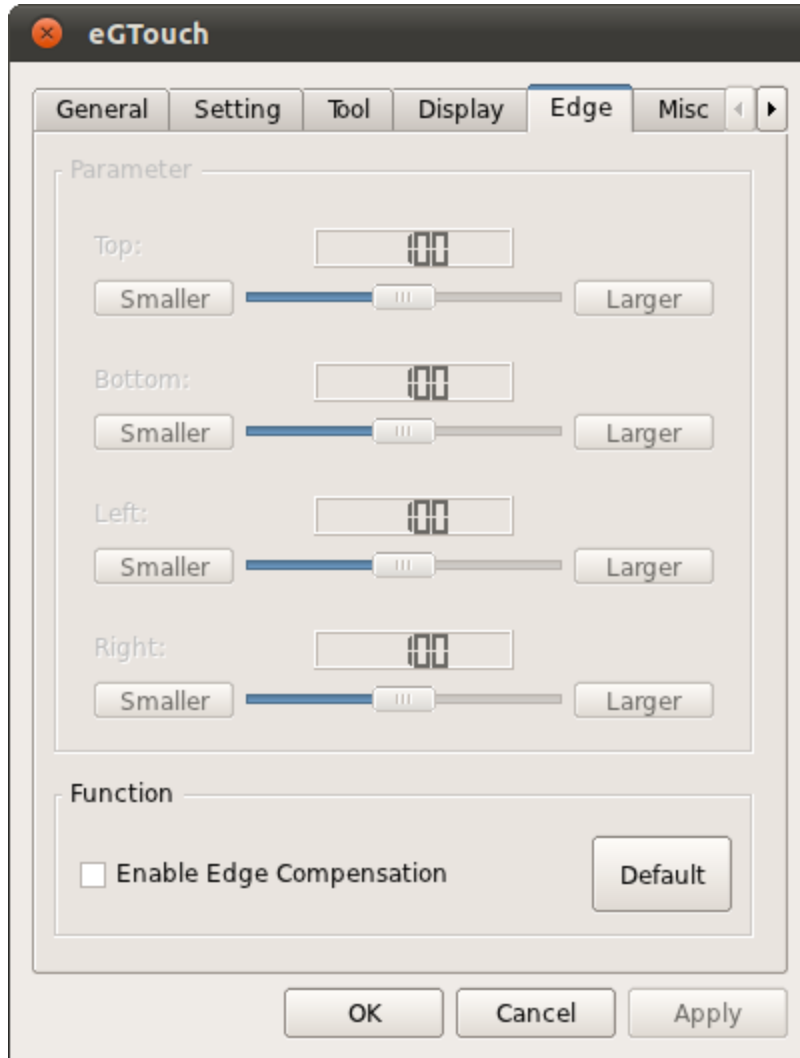 eGTouch
General Setting Tool Display Edge Misc
Parameter
Top: 100
Smaller Larger
Bottom: 100
Smaller Larger
Left: 100
Smaller Larger
Right: 100
Smaller Larger
Function
Enable Edge Compensation Default
OK Cancel Apply